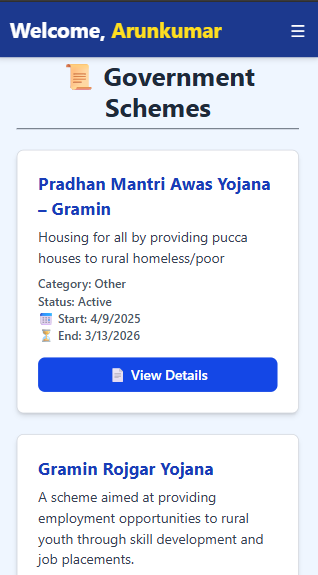 Welcome, Arunkumar ☰
📜 Government
Schemes
Pradhan Mantri Awas Yojana
– Gramin
Housing for all by providing pucca
houses to rural homeless/poor
Category: Other
Status: Active
📅 Start: 4/9/2025
⏳ End: 3/13/2026
📄 View Details
Gramin Rojgar Yojana
A scheme aimed at providing
employment opportunities to rural
youth through skill development and
job placements.